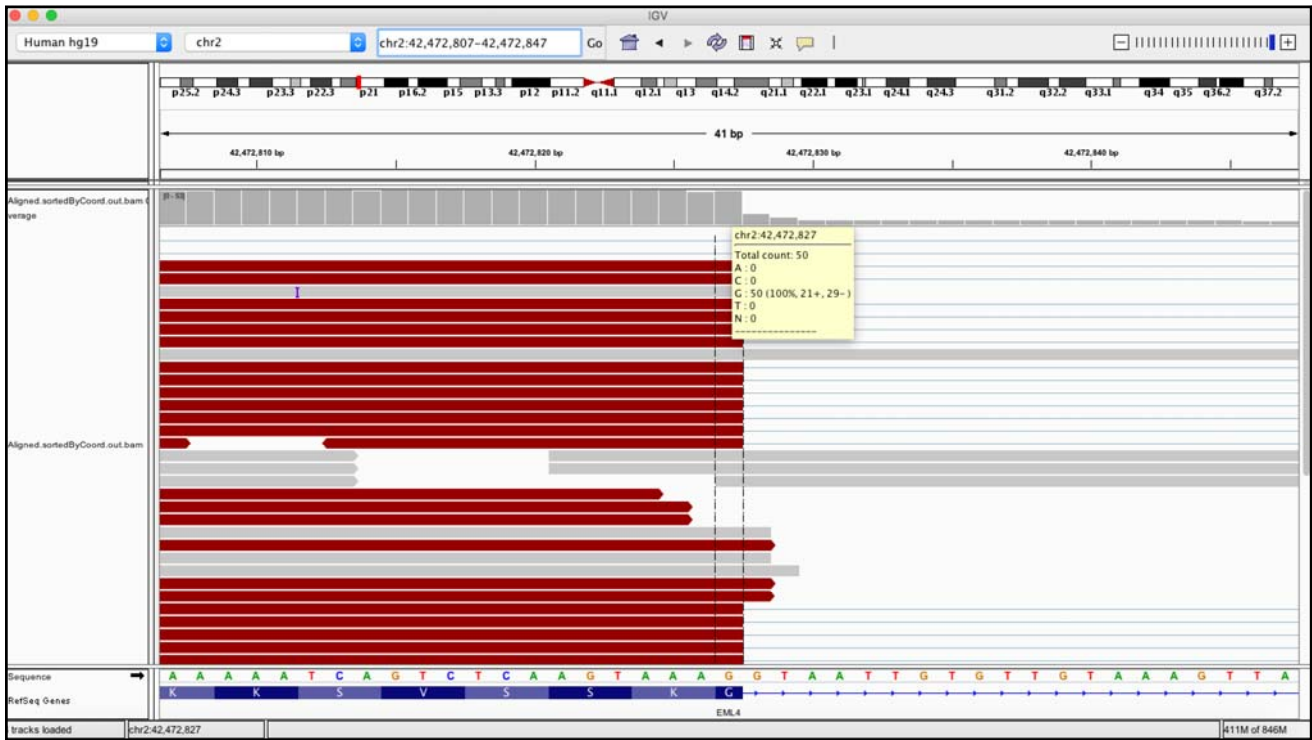 IGV
Human hg19 chr2 chr2:42,472,807-42,472,847 Go
p25.2 p24.3 p23.3 p22.3 p21 p16.2 p15 p13.3 p12 p11.2 q11.1 q12.1 q13 q14.2 q21.1 q22.1 q23.1 q24.1 q24.3 q31.2 q32.2 q33.1 q34 q35 q36.2 q37.2
41 bp
42,472,810 bp 42,472,820 bp 42,472,830 bp 42,472,840 bp
Aligned.sortedByCoord.out.bam C
verage
[0 - 53]
chr2:42,472,827
Total count: 50
A : 0
C : 0
G : 50 (100%, 21+, 29- )
T : 0
N : 0
---------------
I
Aligned.sortedByCoord.out.bam
Sequence A A A A A T C A G T C T C A A G T A A A G G T A A T T G T G T T G T A A A G T T A
RefSeq Genes K K S V S S K G
EML4
tracks loaded chr2:42,472,827 411M of 846M